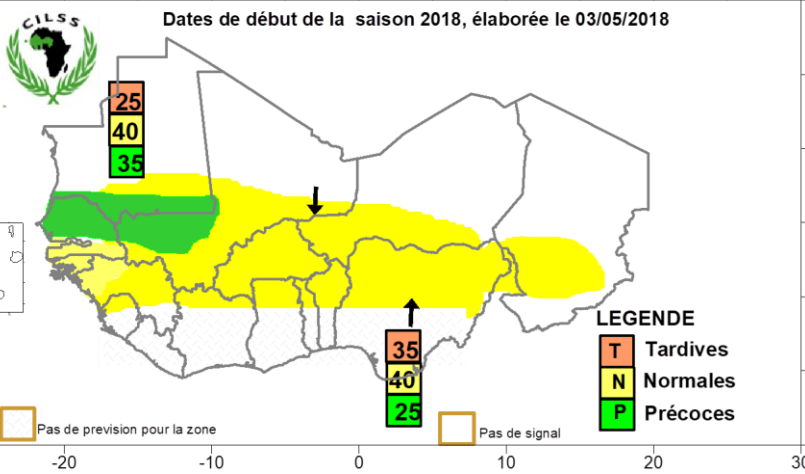 CILSS
Dates de début de la saison 2018, élaborée le 03/05/2018
25
40
35
35
40
25
LEGENDE
T Tardives
N Normales
P Précoces
Pas de prevision pour la zone
Pas de signal
-20 -10 0 10 20 30